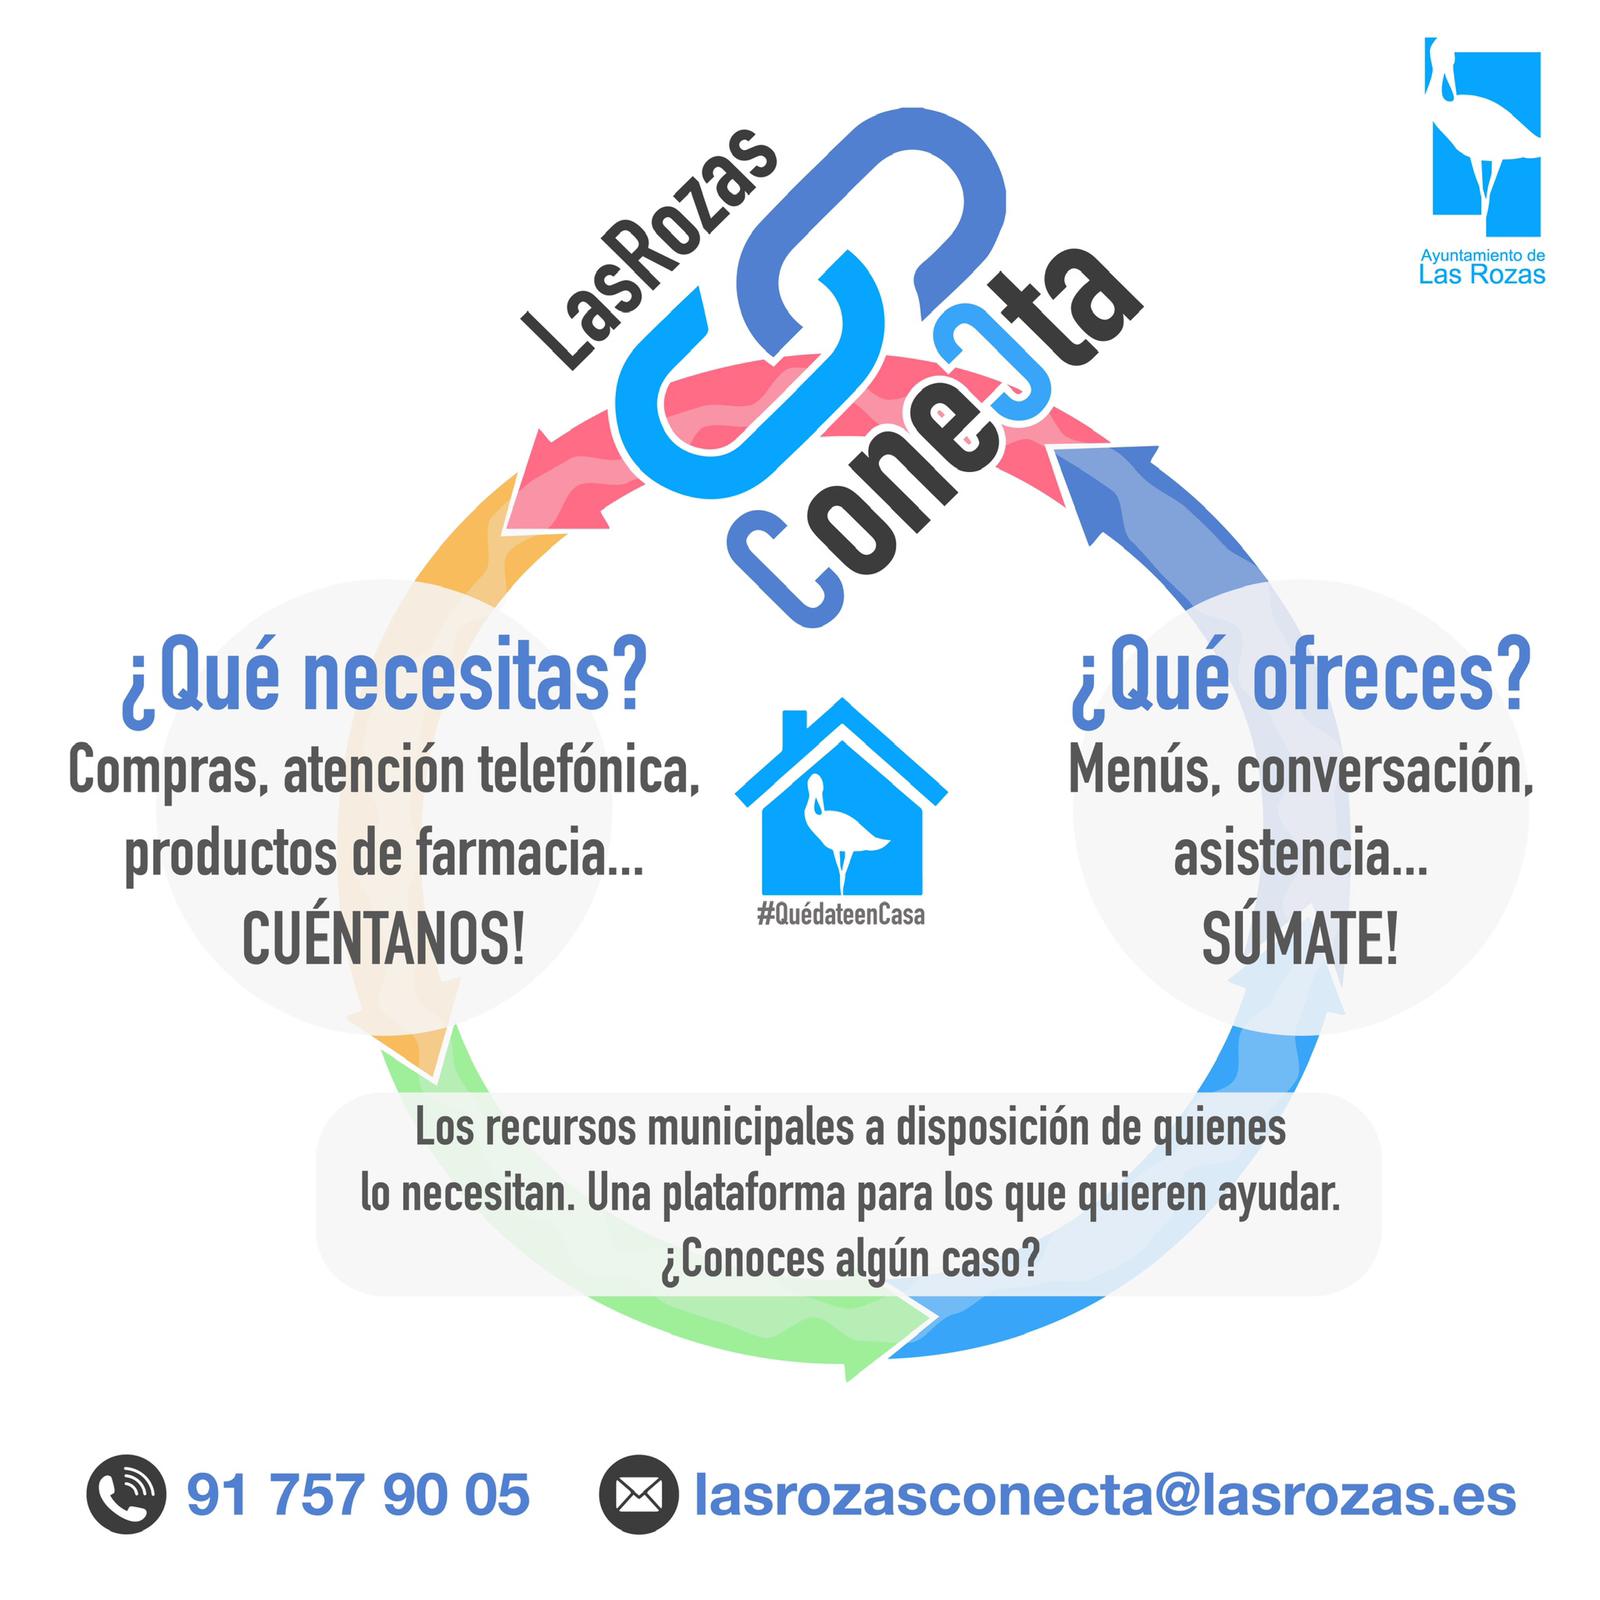 Ayuntamiento de
Las Rozas
LasRozas
Conecta
¿Qué necesitas?
Compras, atención telefónica,
productos de farmacia...
CUÉNTANOS!
¿Qué ofreces?
Menús, conversación,
asistencia...
SÚMATE!
#QuédateenCasa
Los recursos municipales a disposición de quienes
lo necesitan. Una plataforma para los que quieren ayudar.
¿Conoces algún caso?
91 757 90 05
lasrozasconecta@lasrozas.es